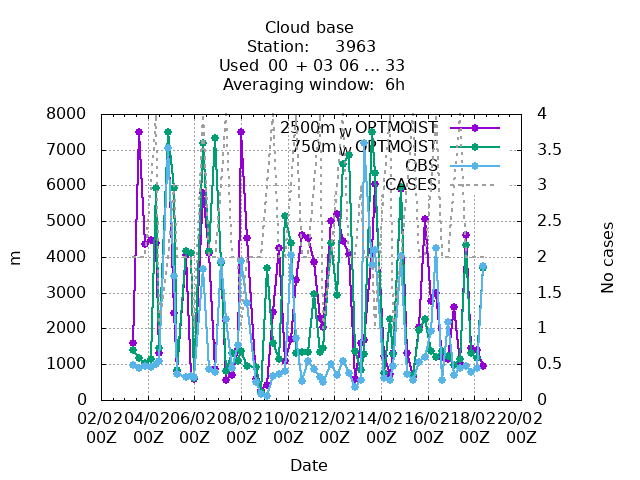 Cloud base
Station: 3963
Used 00 + 03 06 ... 33
Averaging window: 6h
8000
7000
6000
5000
4000
3000
2000
1000
0
m
4
3.5
3
2.5
2
1.5
1
0.5
0
No cases
2500m_W OPTMOIST
750m_W OPTMOIST
OBS
CASES
02/02 04/02 06/02 08/02 10/02 12/02 14/02 16/02 18/02 20/02
00Z 00Z 00Z 00Z 00Z 00Z 00Z 00Z 00Z 00Z
Date